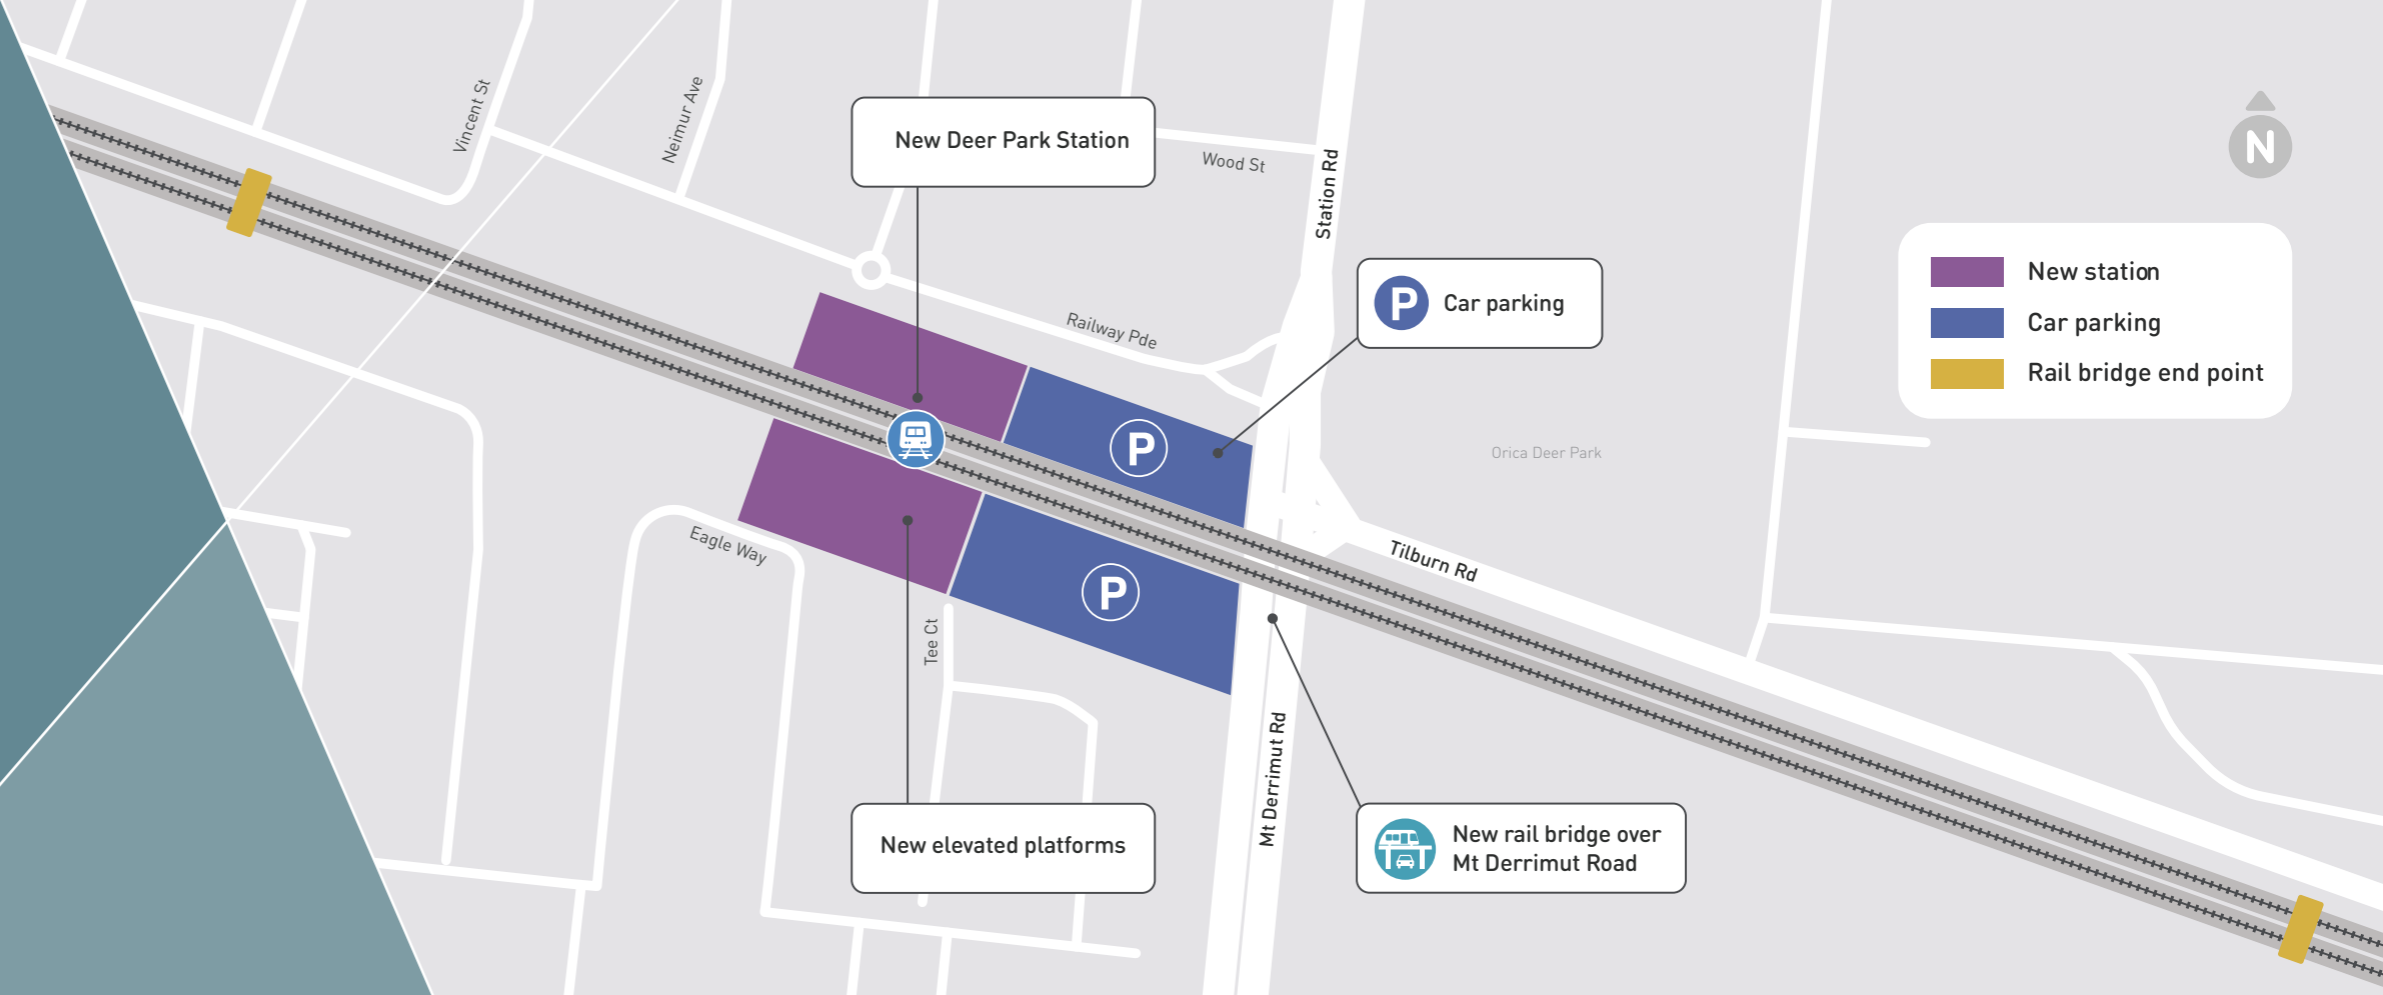 Vincent St
Neimur Ave
New Deer Park Station
Wood St
Station Rd
N
New station
Car parking
Rail bridge end point
P Car parking
Railway Pde
P
Orica Deer Park
Eagle Way
Tilburn Rd
P
Tee Ct
Mt Derrimut Rd
New elevated platforms
New rail bridge over
Mt Derrimut Road